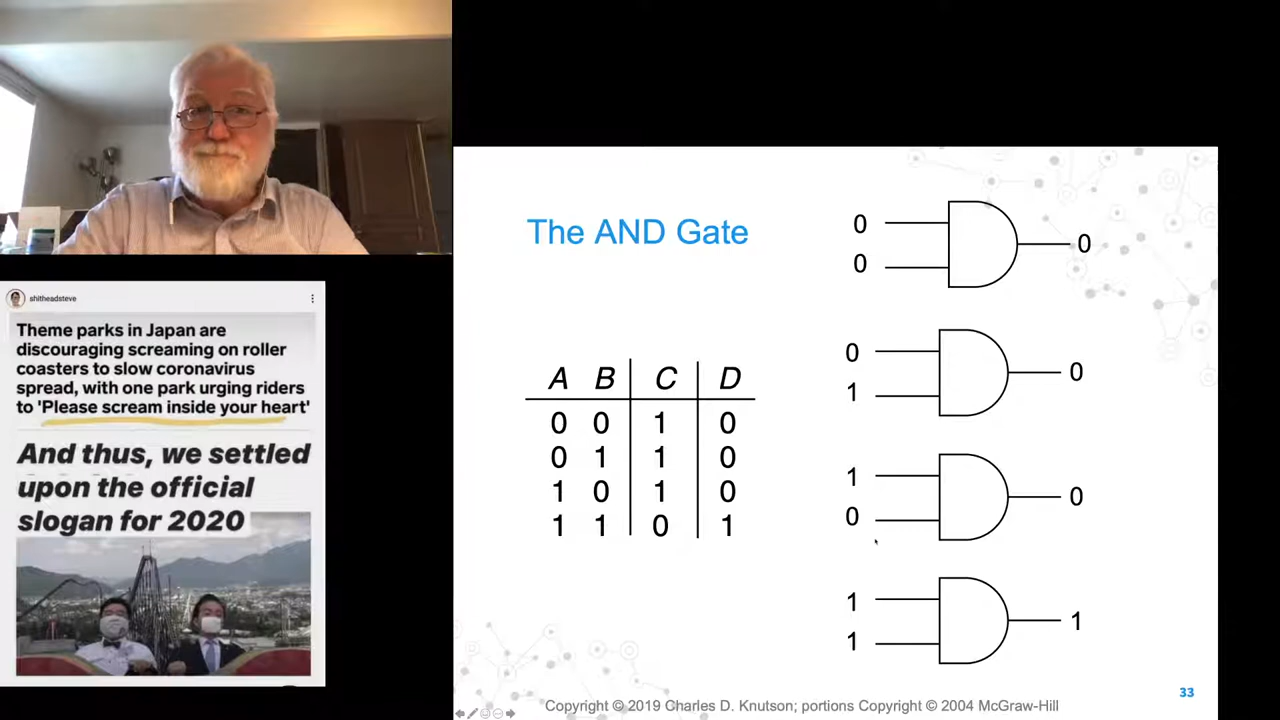 shitheadsteve
Theme parks in Japan are
discouraging screaming on roller
coasters to slow coronavirus
spread, with one park urging riders
to 'Please scream inside your heart'
And thus, we settled
upon the official
slogan for 2020
The AND Gate
A B C D
0 0 1 0
0 1 1 0
1 0 1 0
1 1 0 1
0
0
0
0
1
0
1
0
0
1
1
1
33
Copyright © 2019 Charles D. Knutson; portions Copyright © 2004 McGraw-Hill